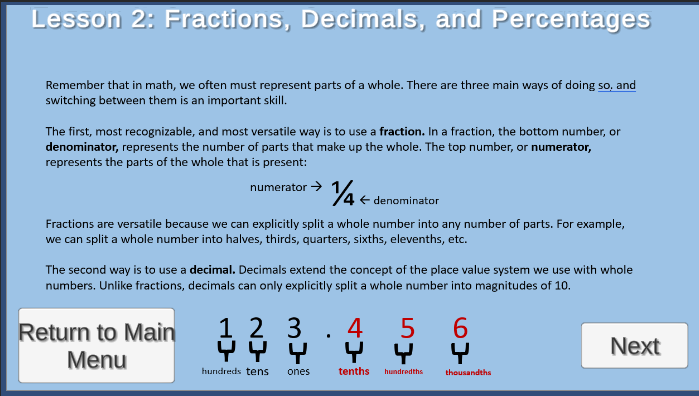 Lesson 2: Fractions, Decimals, and Percentages
Remember that in math, we often must represent parts of a whole. There are three main ways of doing so, and
switching between them is an important skill.
The first, most recognizable, and most versatile way is to use a fraction. In a fraction, the bottom number, or
denominator, represents the number of parts that make up the whole. The top number, or numerator,
represents the parts of the whole that is present:
numerator → ¼ ← denominator
Fractions are versatile because we can explicitly split a whole number into any number of parts. For example,
we can split a whole number into halves, thirds, quarters, sixths, elevenths, etc.
The second way is to use a decimal. Decimals extend the concept of the place value system we use with whole
numbers. Unlike fractions, decimals can only explicitly split a whole number into magnitudes of 10.
Return to Main
Menu
1 2 3 . 4 5 6
hundreds tens ones tenths hundredths thousandths
Next